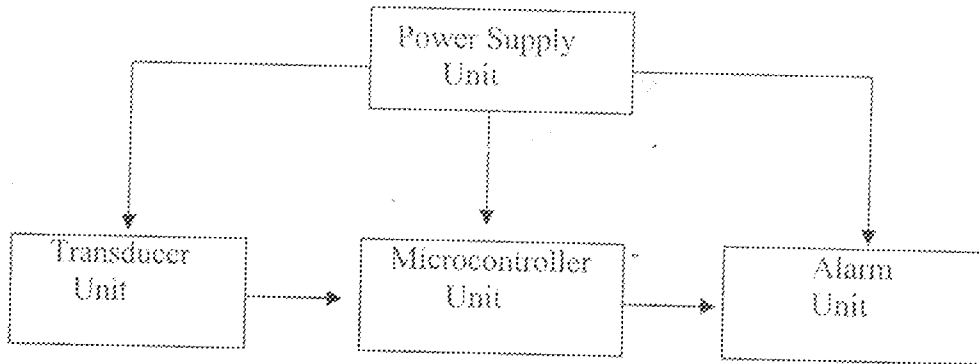 Power Supply
Unit
Transducer
Unit
Microcontroller
Unit
Alarm
Unit